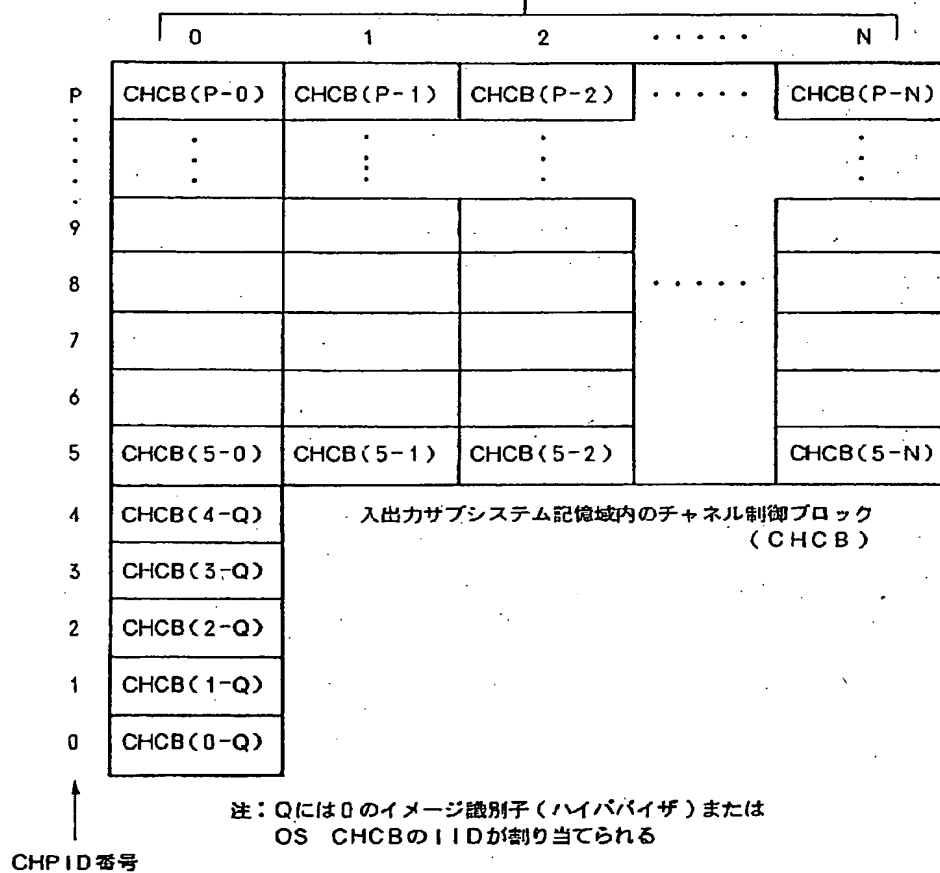 0 1 2 ・・・・・ N
P CHCB(P-0) CHCB(P-1) CHCB(P-2) ・・・・・ CHCB(P-N)
9
8 ・・・・・
7
6
5 CHCB(5-0) CHCB(5-1) CHCB(5-2) CHCB(5-N)
4 CHCB(4-Q) 入出力サブシステム記憶域内のチャネル制御ブロック
(CHCB)
3 CHCB(3-Q)
2 CHCB(2-Q)
1 CHCB(1-Q)
0 CHCB(0-Q)
注:Qには0のイメージ識別子(ハイパバイザ)または
OS CHCBのIIDが割り当てられる
CHPID番号